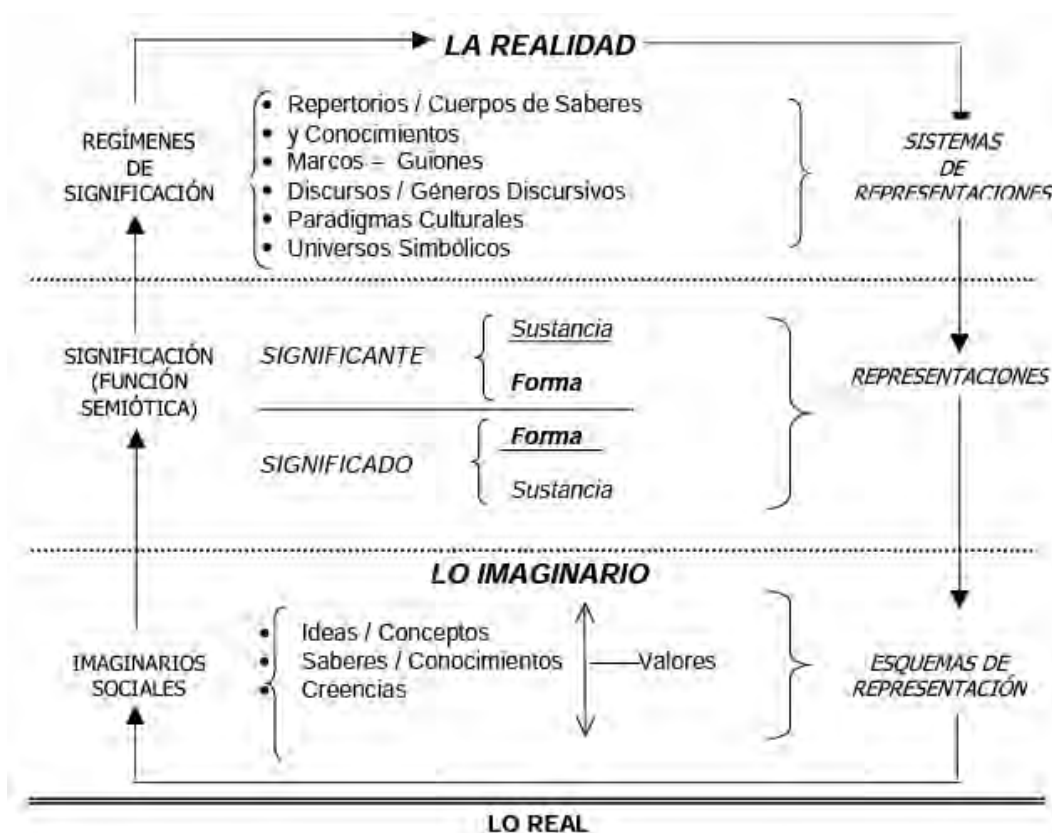 LA REALIDAD
REGÍMENES
DE
SIGNIFICACIÓN
• Repertorios / Cuerpos de Saberes
• y Conocimientos
• Marcos = Guiones
• Discursos / Géneros Discursivos
• Paradigmas Culturales
• Universos Simbólicos
SISTEMAS
DE
REPRESENTACIONES
SIGNIFICACIÓN
(FUNCIÓN
SEMIÓTICA)
SIGNIFICANTE
Sustancia
Forma
SIGNIFICADO
Forma
Sustancia
REPRESENTACIONES
LO IMAGINARIO
IMAGINARIOS
SOCIALES
• Ideas / Conceptos
• Saberes / Conocimientos
• Creencias
Valores
ESQUEMAS DE
REPRESENTACIÓN
LO REAL